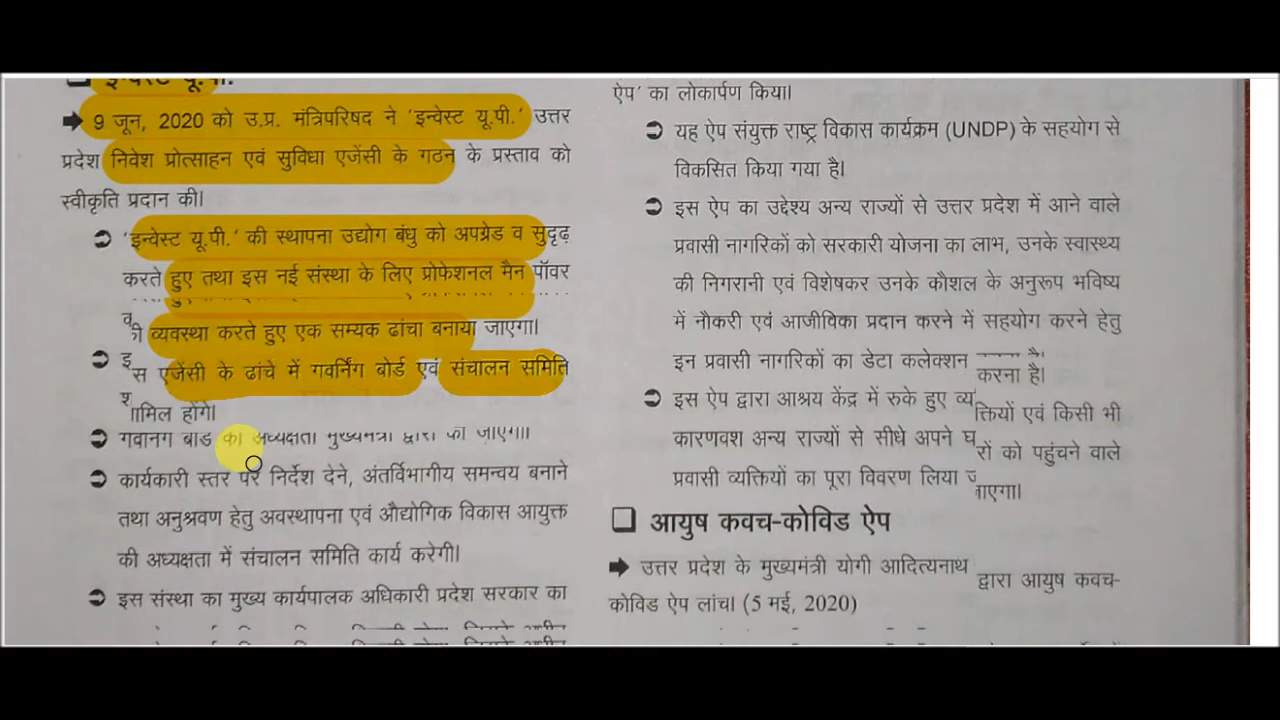 ❑ इन्वेस्ट यू.पी.
➡ 9 जून, 2020 को उ.प्र. मंत्रिपरिषद ने 'इन्वेस्ट यू.पी.' उत्तर
प्रदेश निवेश प्रोत्साहन एवं सुविधा एजेंसी के गठन के प्रस्ताव को
स्वीकृति प्रदान की।
➲ 'इन्वेस्ट यू.पी.' की स्थापना उद्योग बंधु को अपग्रेड व सुदृढ़
करते हुए तथा इस नई संस्था के लिए प्रोफेशनल मैन पॉवर
की व्यवस्था करते हुए एक सम्यक ढांचा बनाया जाएगा।
➲ इस एजेंसी के ढांचे में गवर्निंग बोर्ड एवं संचालन समिति
शामिल होंगे।
➲ गवर्निंग बोर्ड की अध्यक्षता मुख्यमंत्री द्वारा की जाएगी।
➲ कार्यकारी स्तर पर निर्देश देने, अंतर्विभागीय समन्वय बनाने
तथा अनुश्रवण हेतु अवस्थापना एवं औद्योगिक विकास आयुक्त
की अध्यक्षता में संचालन समिति कार्य करेगी।
➲ इस संस्था का मुख्य कार्यपालक अधिकारी प्रदेश सरकार का
ऐप' का लोकार्पण किया।
➲ यह ऐप संयुक्त राष्ट्र विकास कार्यक्रम (UNDP) के सहयोग से
विकसित किया गया है।
➲ इस ऐप का उद्देश्य अन्य राज्यों से उत्तर प्रदेश में आने वाले
प्रवासी नागरिकों को सरकारी योजना का लाभ, उनके स्वास्थ्य
की निगरानी एवं विशेषकर उनके कौशल के अनुरूप भविष्य
में नौकरी एवं आजीविका प्रदान करने में सहयोग करने हेतु
इन प्रवासी नागरिकों का डेटा कलेक्शन करना है।
➲ इस ऐप द्वारा आश्रय केंद्र में रुके हुए व्यक्तियों एवं किसी भी
कारणवश अन्य राज्यों से सीधे अपने घरों को पहुंचने वाले
प्रवासी व्यक्तियों का पूरा विवरण लिया जाएगा।
❑ आयुष कवच-कोविड ऐप
➡ उत्तर प्रदेश के मुख्यमंत्री योगी आदित्यनाथ द्वारा आयुष कवच-
कोविड ऐप लांच। (5 मई, 2020)